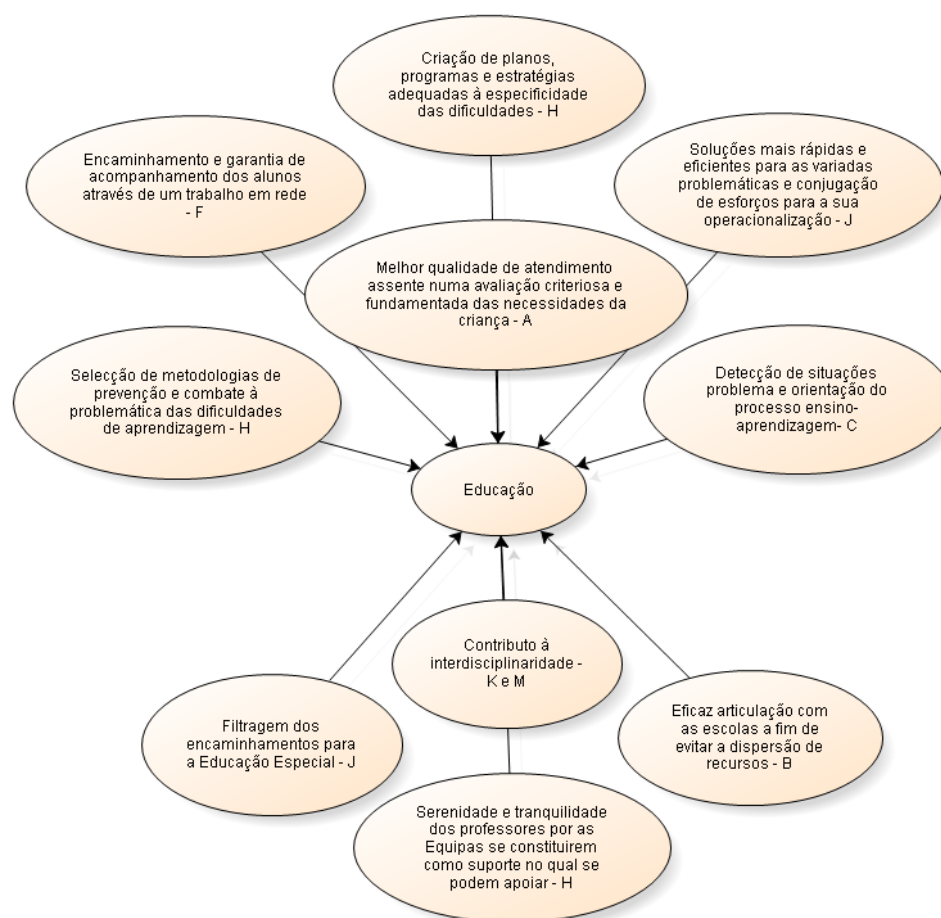 Criação de planos,
programas e estratégias
adequadas à especificidade
das dificuldades - H
Encaminhamento e garantia de
acompanhamento dos alunos
através de um trabalho em rede
- F
Soluções mais rápidas e
eficientes para as variadas
problemáticas e conjugação
de esforços para a sua
operacionalização - J
Melhor qualidade de atendimento
assente numa avaliação criteriosa e
fundamentada das necessidades da
criança - A
Selecção de metodologias de
prevenção e combate à
problemática das dificuldades
de aprendizagem - H
Detecção de situações
problema e orientação do
processo ensino-
aprendizagem- C
Educação
Contributo à
interdisciplinaridade -
K e M
Filtragem dos
encaminhamentos para
a Educação Especial - J
Eficaz articulação com
as escolas a fim de
evitar a dispersão de
recursos - B
Serenidade e tranquilidade
dos professores por as
Equipas se constituirem
como suporte no qual se
podem apoiar - H